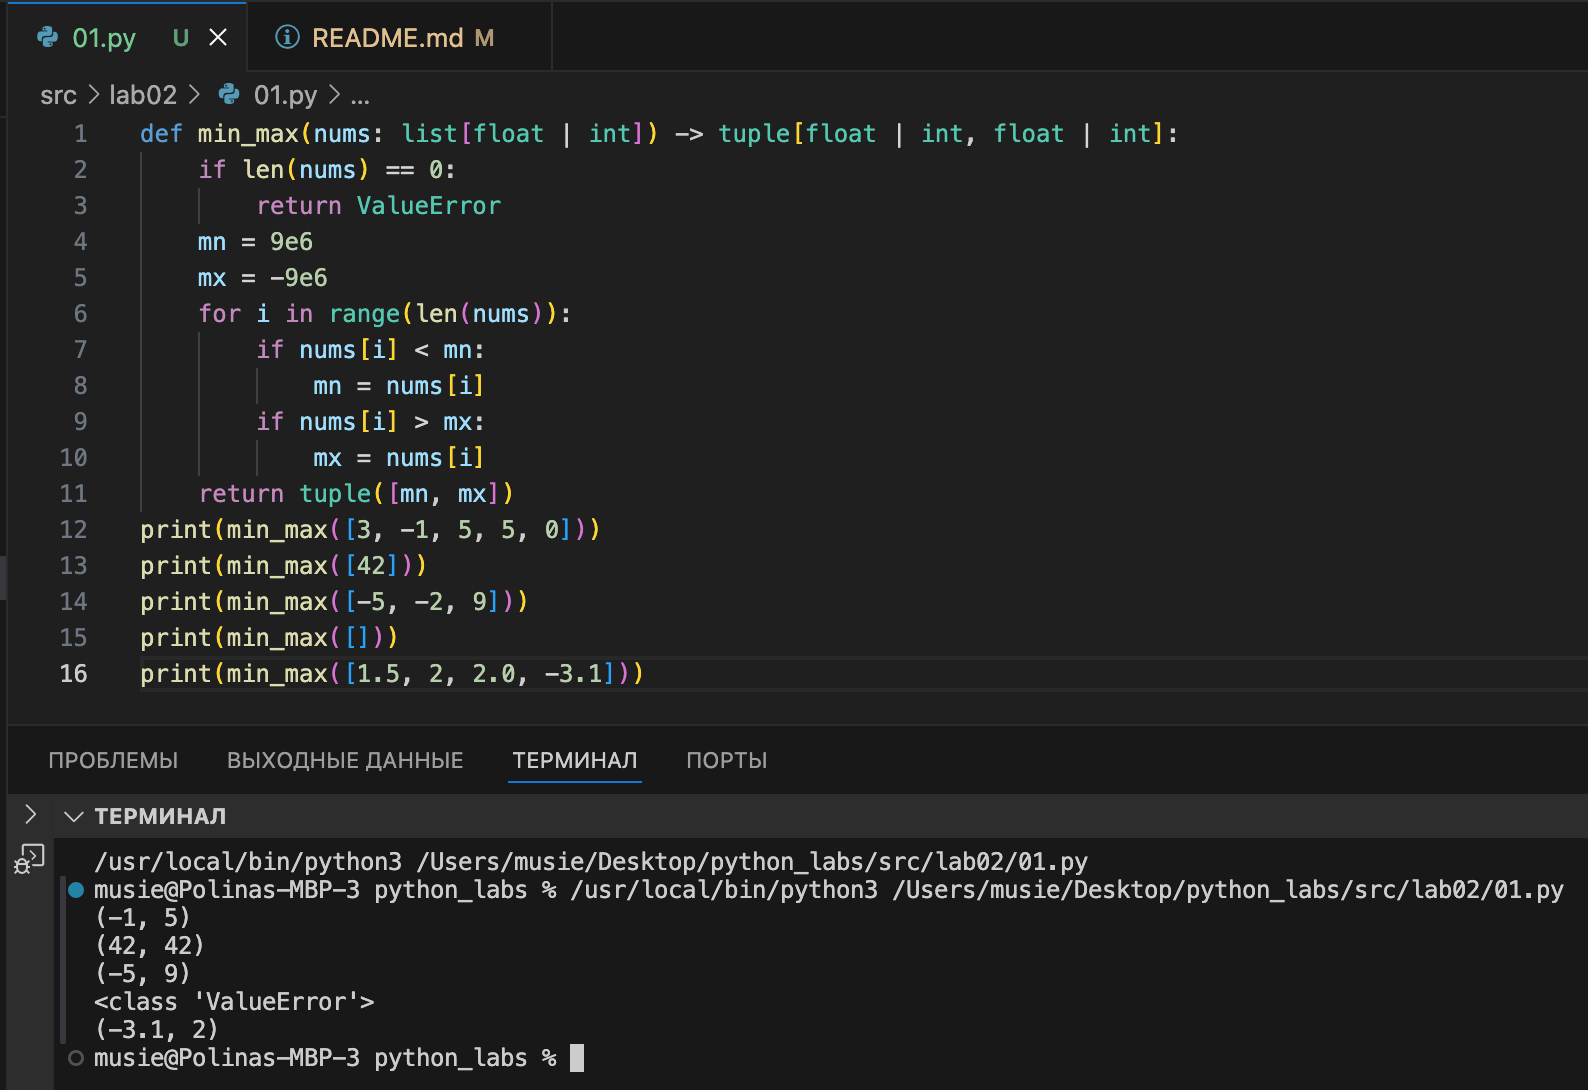 01.py U README.md M
src > lab02 > 01.py > ...
1 def min_max(nums: list[float | int]) -> tuple[float | int, float | int]:
2     if len(nums) == 0:
3         return ValueError
4     mn = 9e6
5     mx = -9e6
6     for i in range(len(nums)):
7         if nums[i] < mn:
8             mn = nums[i]
9         if nums[i] > mx:
10             mx = nums[i]
11     return tuple([mn, mx])
12 print(min_max([3, -1, 5, 5, 0]))
13 print(min_max([42]))
14 print(min_max([-5, -2, 9]))
15 print(min_max([]))
16 print(min_max([1.5, 2, 2.0, -3.1]))
ПРОБЛЕМЫ ВЫХОДНЫЕ ДАННЫЕ ТЕРМИНАЛ ПОРТЫ
ТЕРМИНАЛ
/usr/local/bin/python3 /Users/musie/Desktop/python_labs/src/lab02/01.py
musie@Polinas-MBP-3 python_labs % /usr/local/bin/python3 /Users/musie/Desktop/python_labs/src/lab02/01.py
(-1, 5)
(42, 42)
(-5, 9)
<class 'ValueError'>
(-3.1, 2)
musie@Polinas-MBP-3 python_labs %